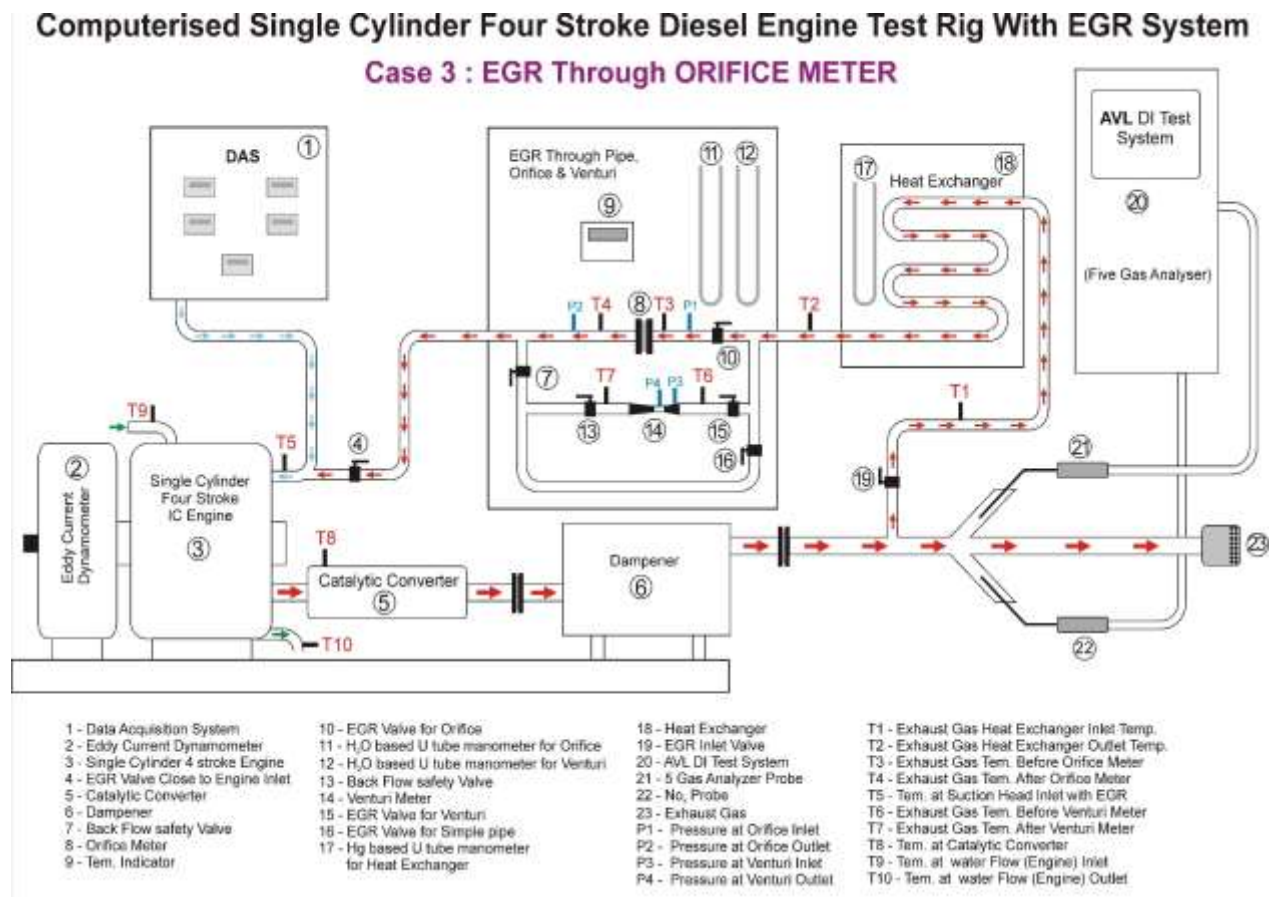 Computerised Single Cylinder Four Stroke Diesel Engine Test Rig With EGR System
Case 3 : EGR Through ORIFICE METER
DAS
1
EGR Through Pipe,
Orifice & Venturi
11
12
9
17
18
Heat Exchanger
AVL DI Test
System
20
(Five Gas Analyser)
P2
T4
8
T3
P1
T2
10
7
T7
P4
P3
T6
13
14
15
16
T1
T9
T5
4
19
21
2
Eddy Current
Dynamometer
Single Cylinder
Four Stroke
IC Engine
3
T8
Catalytic Converter
5
Dampener
6
23
22
T10
1 - Data Acquisition System
2 - Eddy Current Dynamometer
3 - Single Cylinder 4 stroke Engine
4 - EGR Valve Close to Engine Inlet
5 - Catalytic Converter
6 - Dampener
7 - Back Flow safety Valve
8 - Orifice Meter
9 - Tem. Indicator
10 - EGR Valve for Orifice
11 - H₂O based U tube manometer for Orifice
12 - H₂O based U tube manometer for Venturi
13 - Back Flow safety Valve
14 - Venturi Meter
15 - EGR Valve for Venturi
16 - EGR Valve for Simple pipe
17 - Hg based U tube manometer
for Heat Exchanger
18 - Heat Exchanger
19 - EGR Inlet Valve
20 - AVL DI Test System
21 - 5 Gas Analyzer Probe
22 - No, Probe
23 - Exhaust Gas
P1 - Pressure at Orifice Inlet
P2 - Pressure at Orifice Outlet
P3 - Pressure at Venturi Inlet
P4 - Pressure at Venturi Outlet
T1 - Exhaust Gas Heat Exchanger Inlet Temp.
T2 - Exhaust Gas Heat Exchanger Outlet Temp.
T3 - Exhaust Gas Tem. Before Orifice Meter
T4 - Exhaust Gas Tem. After Orifice Meter
T5 - Tem. at Suction Head Inlet with EGR
T6 - Exhaust Gas Tem. Before Venturi Meter
T7 - Exhaust Gas Tem. After Venturi Meter
T8 - Tem. at Catalytic Converter
T9 - Tem. at water Flow (Engine) Inlet
T10 - Tem. at water Flow (Engine) Outlet